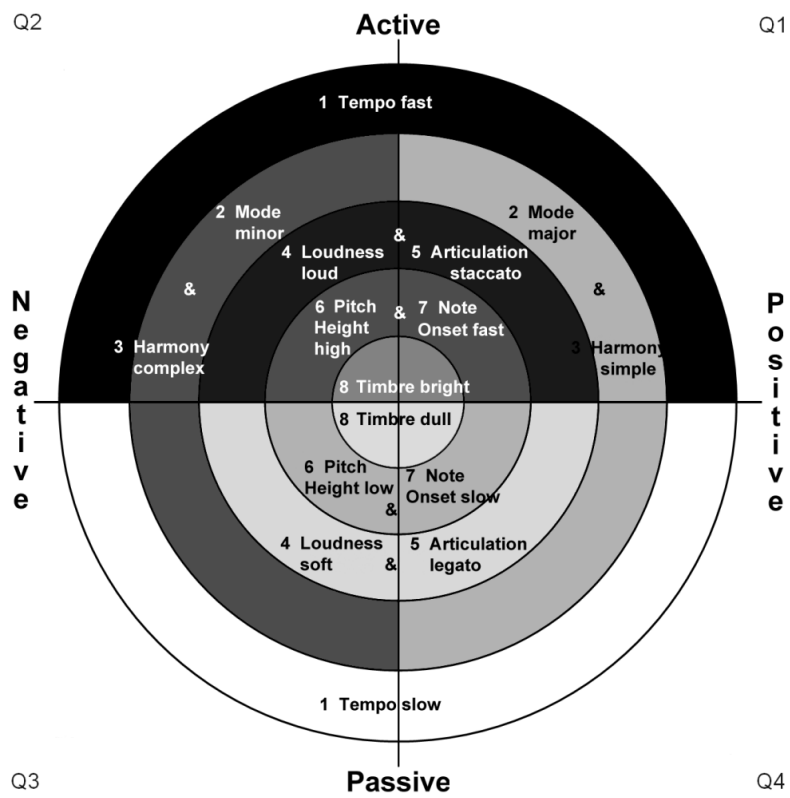 Q2
Active
Q1
1 Tempo fast
2 Mode
minor
2 Mode
major
&
4 Loudness
loud
5 Articulation
staccato
&
&
6 Pitch
Height
high
&
7 Note
Onset fast
3 Harmony
complex
3 Harmony
simple
Negative
Positive
8 Timbre bright
8 Timbre dull
6 Pitch
Height low
7 Note
Onset slow
&
4 Loudness
soft
&
5 Articulation
legato
1 Tempo slow
Q3
Passive
Q4